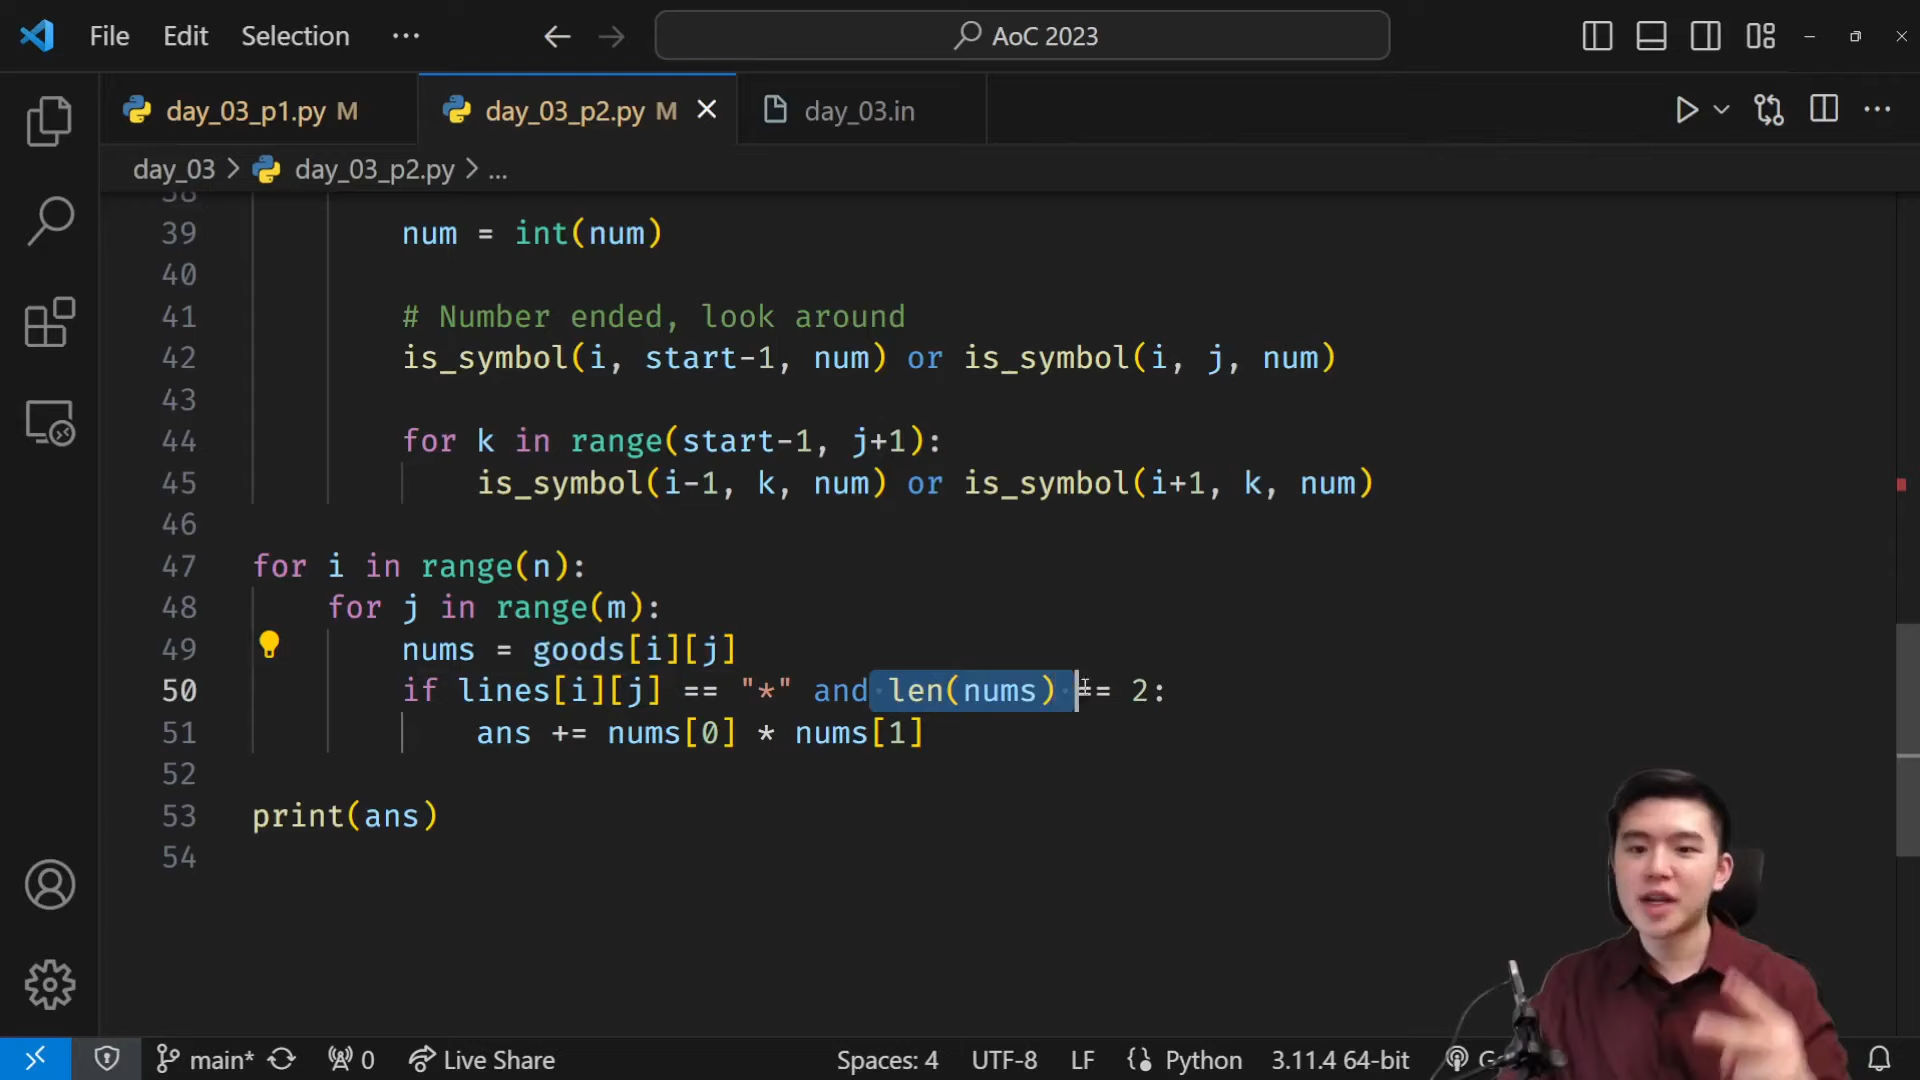 File Edit Selection ··· AoC 2023
day_03_p1.py M day_03_p2.py M day_03.in
day_03 > day_03_p2.py > ...
38
39 num = int(num)
40
41 # Number ended, look around
42 is_symbol(i, start-1, num) or is_symbol(i, j, num)
43
44 for k in range(start-1, j+1):
45 is_symbol(i-1, k, num) or is_symbol(i+1, k, num)
46
47 for i in range(n):
48 for j in range(m):
49 nums = goods[i][j]
50 if lines[i][j] == "*" and len(nums) == 2:
51 ans += nums[0] * nums[1]
52
53 print(ans)
54
main* 0 Live Share Spaces: 4 UTF-8 LF Python 3.11.4 64-bit